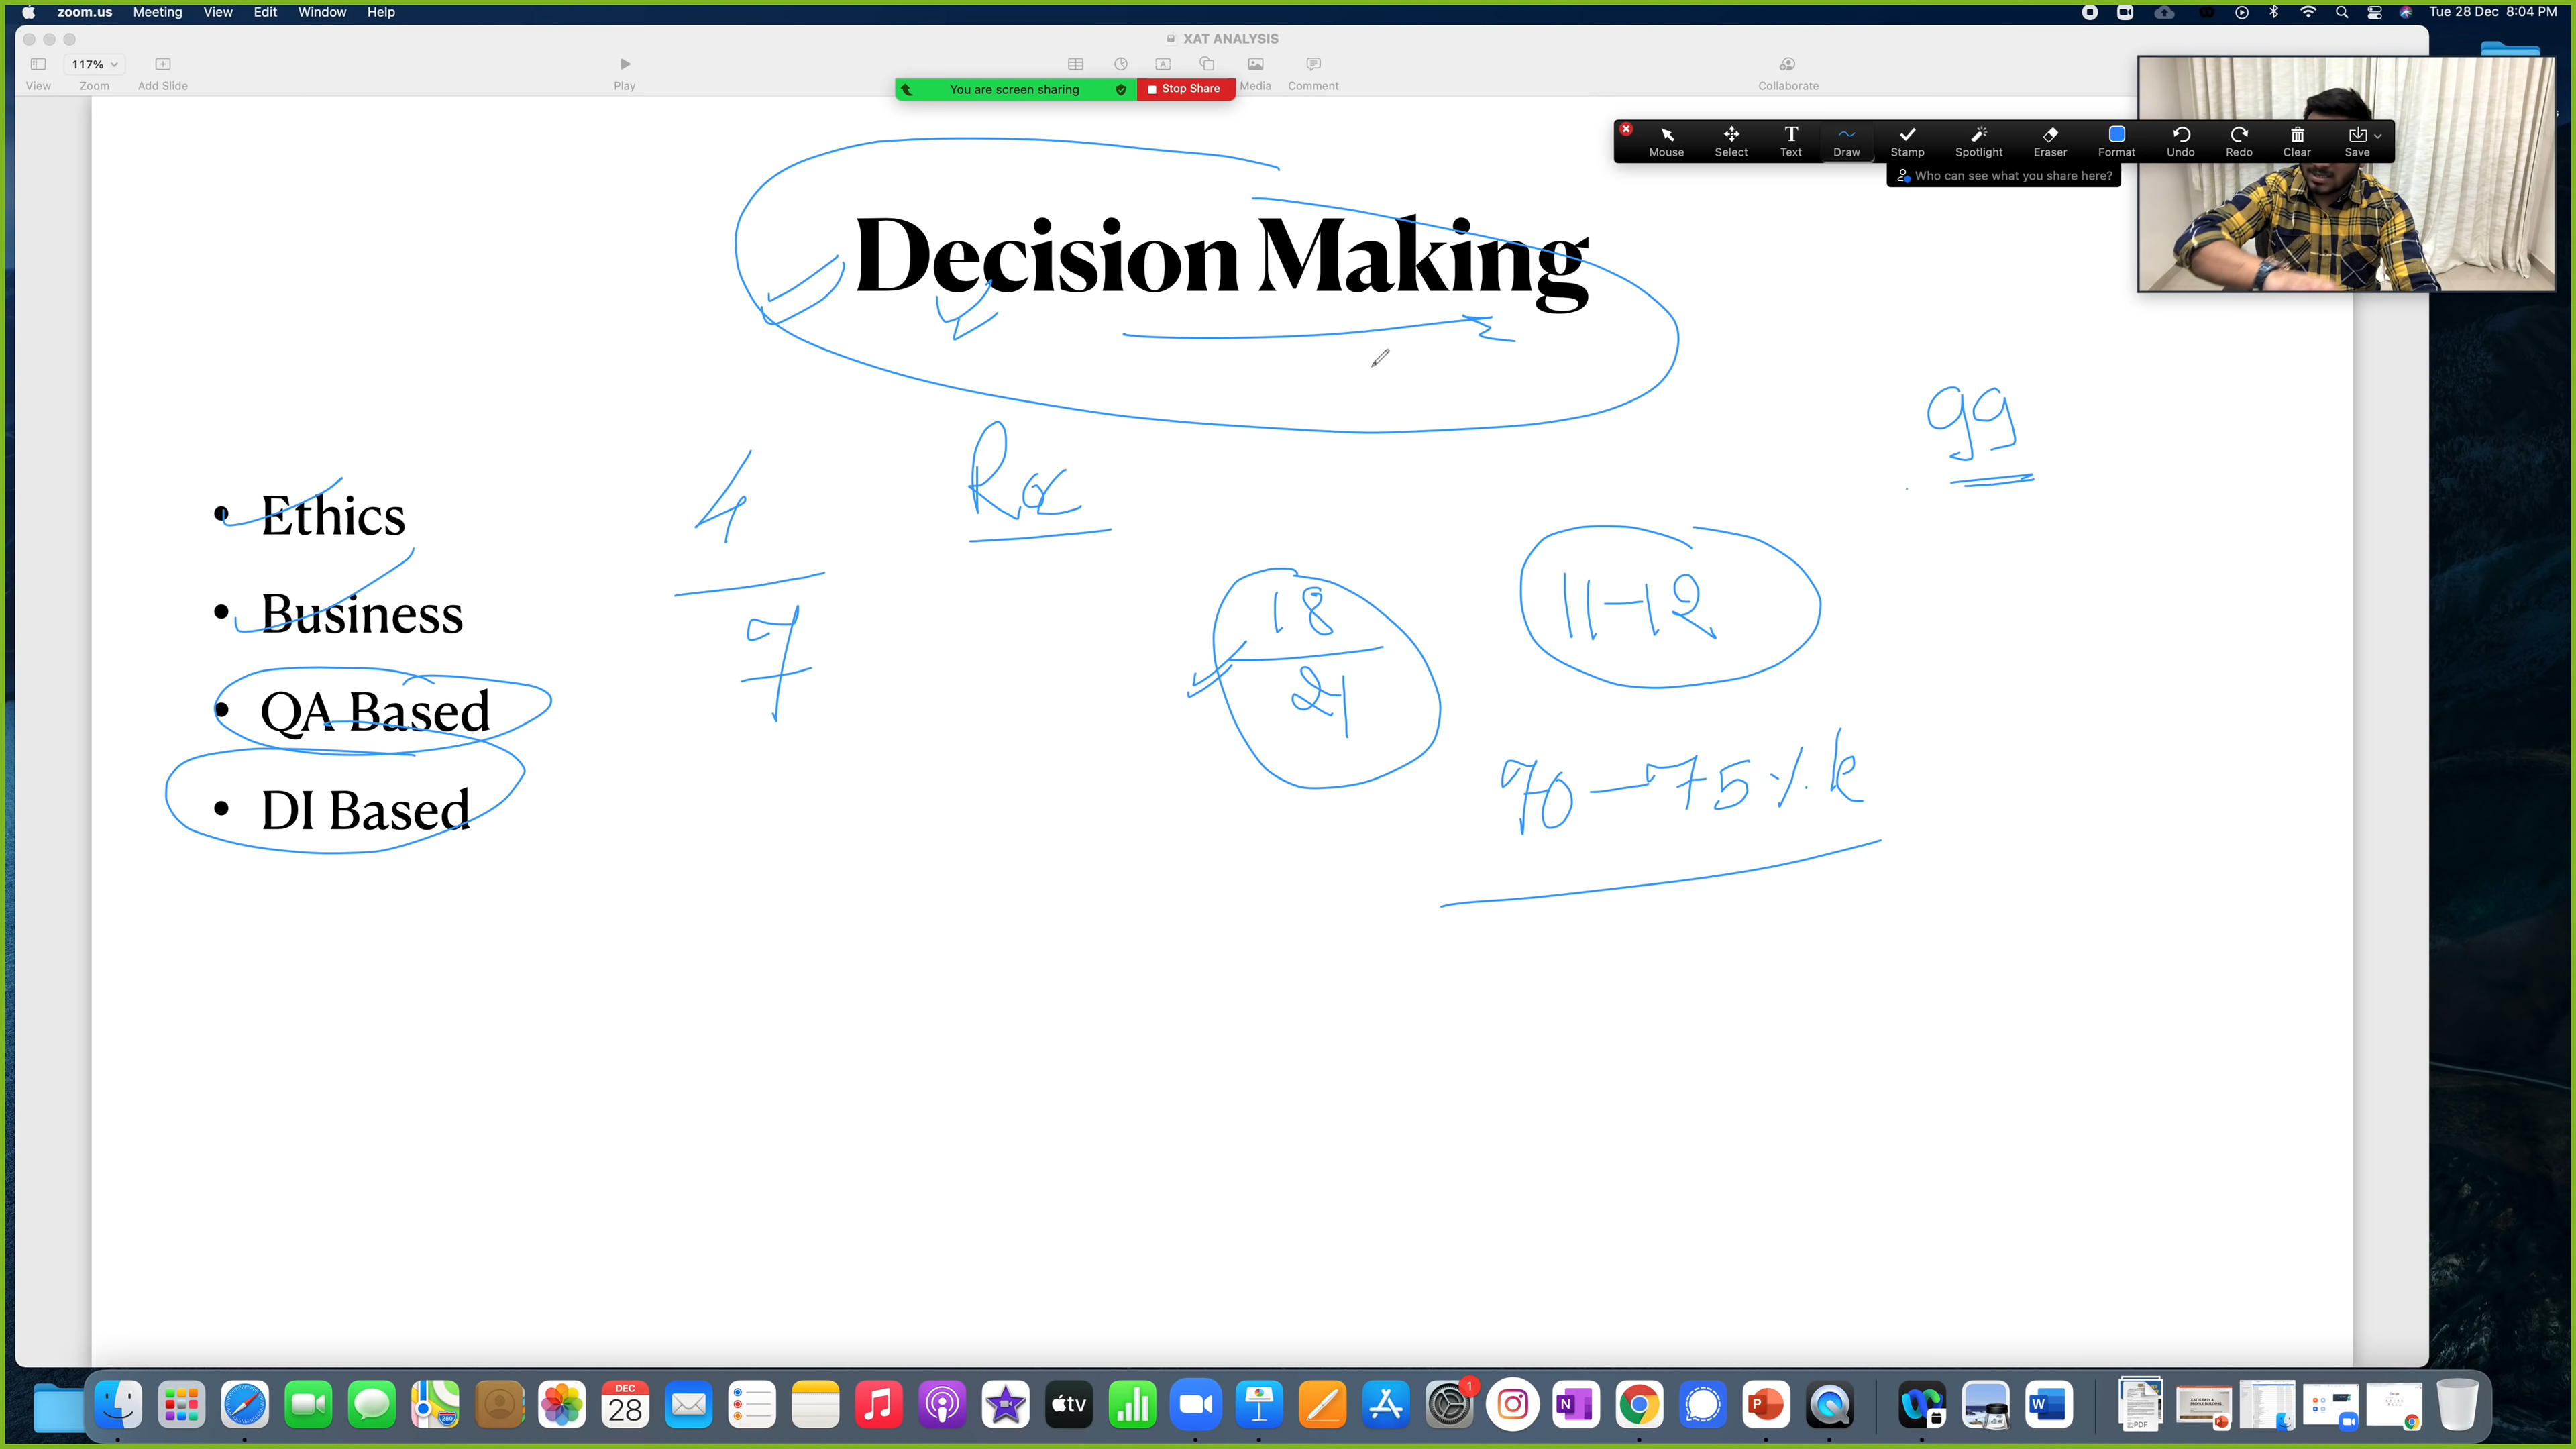 zoom.us Meeting View Edit Window Help
Tue 28 Dec 8:04 PM
XAT ANALYSIS
117%
View Zoom Add Slide Play Media Comment Collaborate
You are screen sharing Stop Share
Mouse Select Text Draw Stamp Spotlight Eraser Format Undo Redo Clear Save
Who can see what you share here?
Decision Making
99
• Ethics
• Business
• QA Based
• DI Based
4
7
18
21
11-12
70-75%
DEC
28
tv
1
PDF